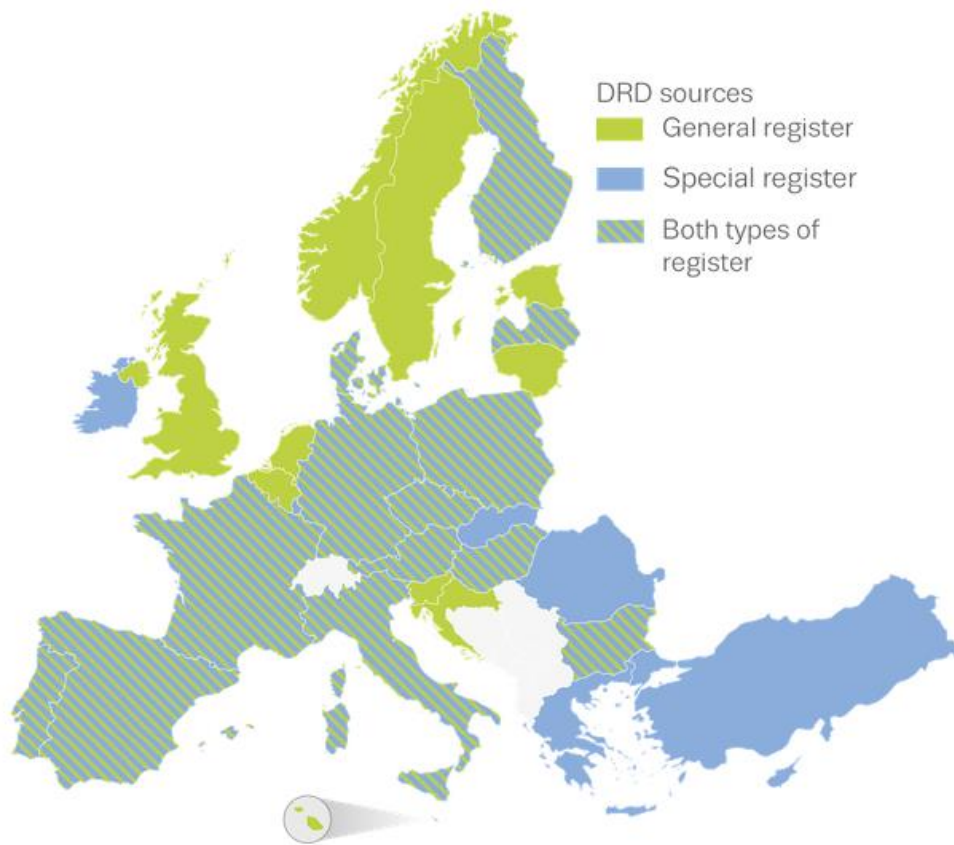 DRD sources
General register
Special register
Both types of
register